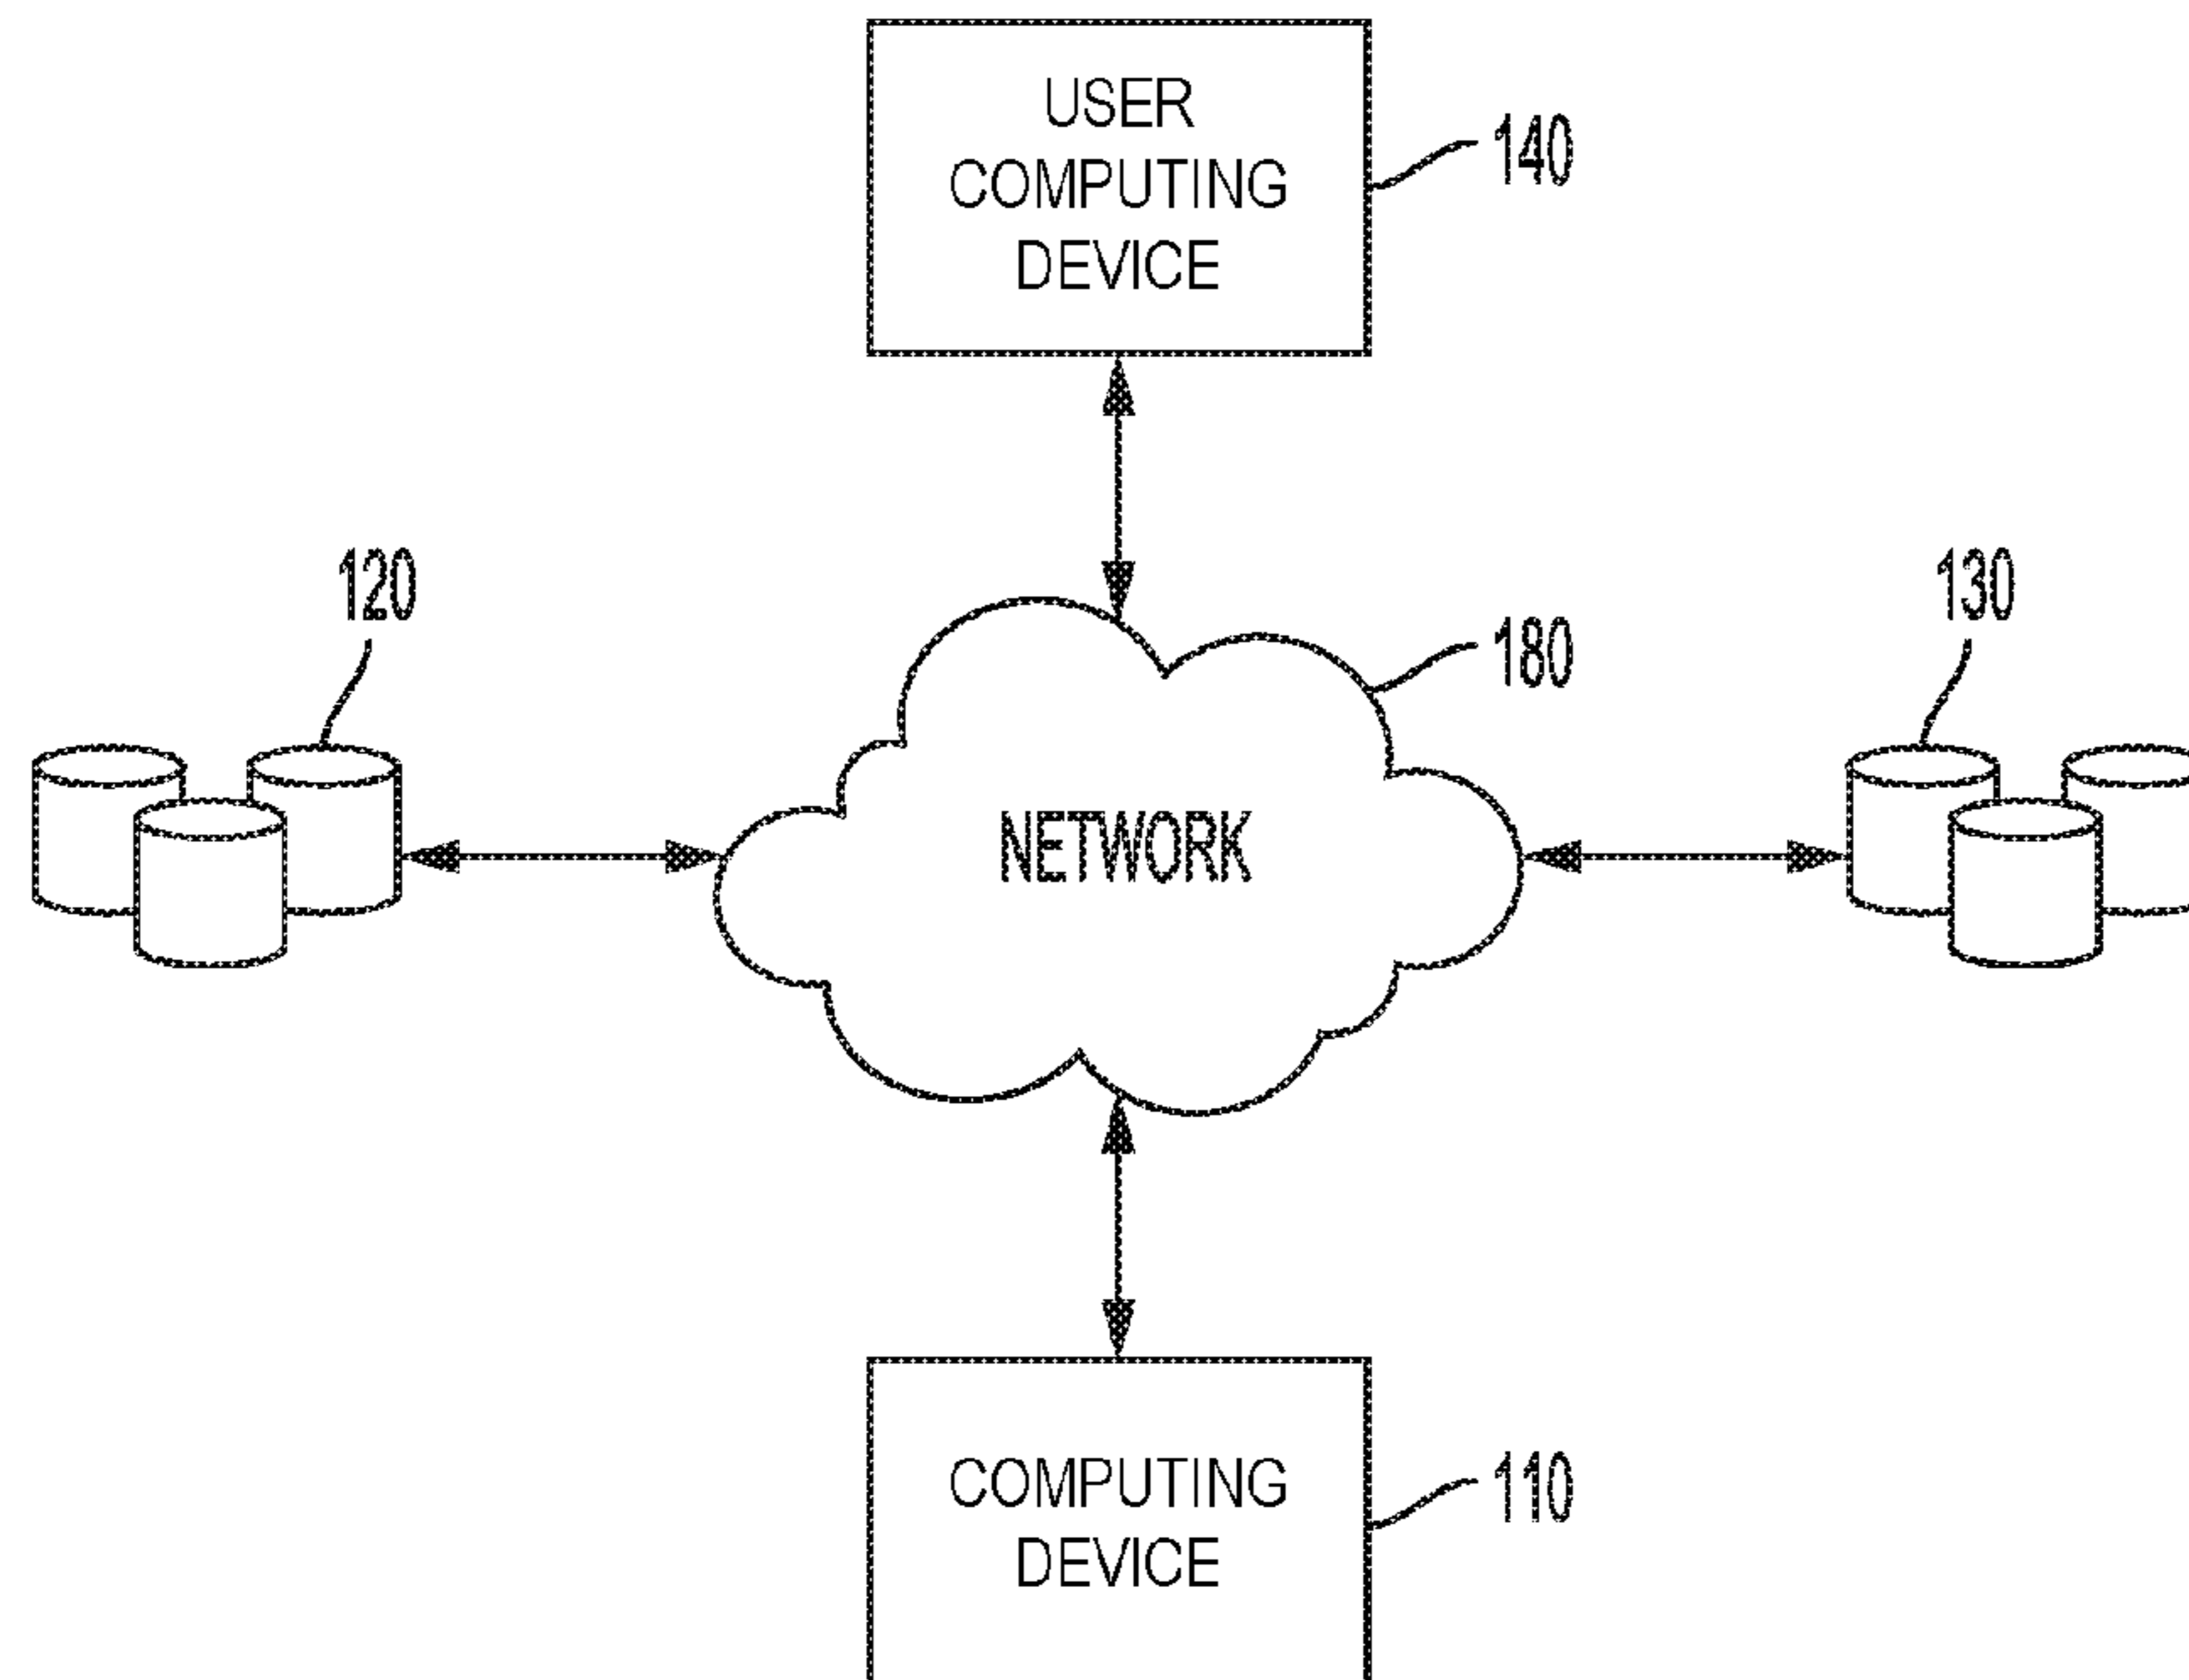 USER
COMPUTING
DEVICE
140
120
130
180
NETWORK
COMPUTING
DEVICE
110